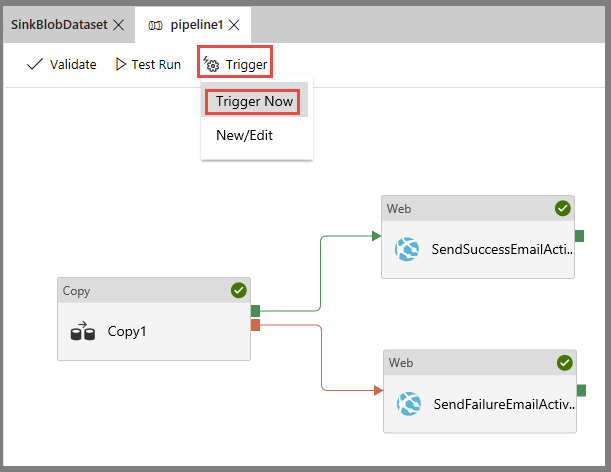 SinkBlobDataset
pipeline1
Validate
Test Run
Trigger
Trigger Now
New/Edit
Web
SendSuccessEmailActi..
Copy
Copy1
Web
SendFailureEmailActiv..